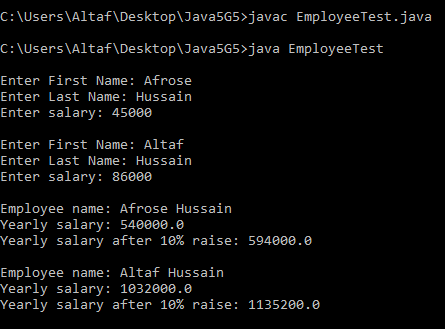 C:\Users\Altaf\Desktop\Java5G5>javac EmployeeTest.java
C:\Users\Altaf\Desktop\Java5G5>java EmployeeTest
Enter First Name: Afrose
Enter Last Name: Hussain
Enter salary: 45000
Enter First Name: Altaf
Enter Last Name: Hussain
Enter salary: 86000
Employee name: Afrose Hussain
Yearly salary: 540000.0
Yearly salary after 10% raise: 594000.0
Employee name: Altaf Hussain
Yearly salary: 1032000.0
Yearly salary after 10% raise: 1135200.0